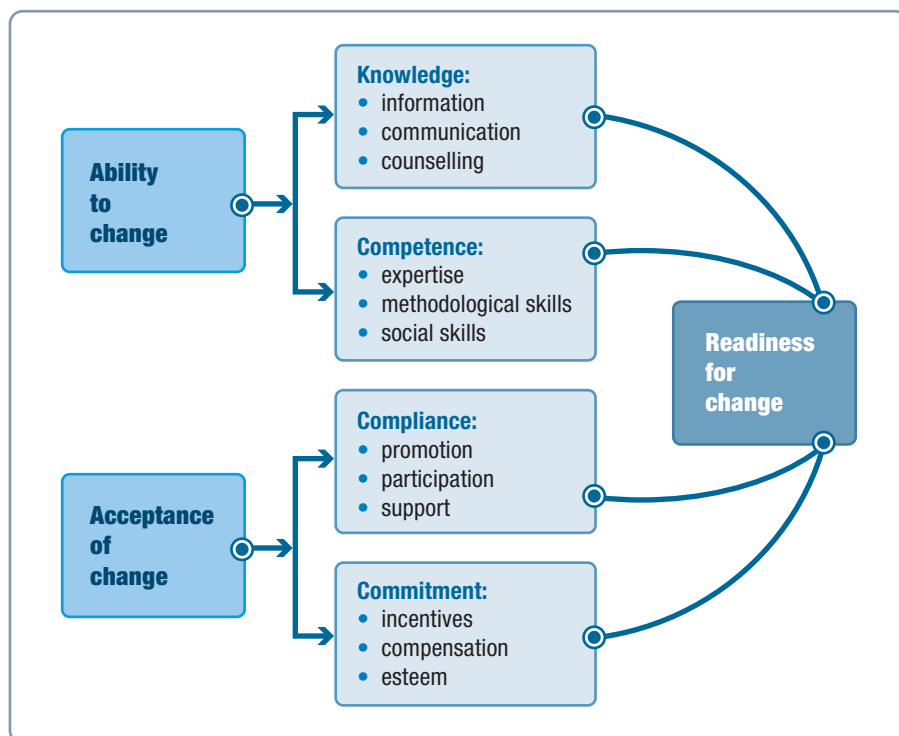 Ability
to
change
Knowledge:
• information
• communication
• counselling
Competence:
• expertise
• methodological skills
• social skills
Readiness
for
change
Acceptance
of
change
Compliance:
• promotion
• participation
• support
Commitment:
• incentives
• compensation
• esteem